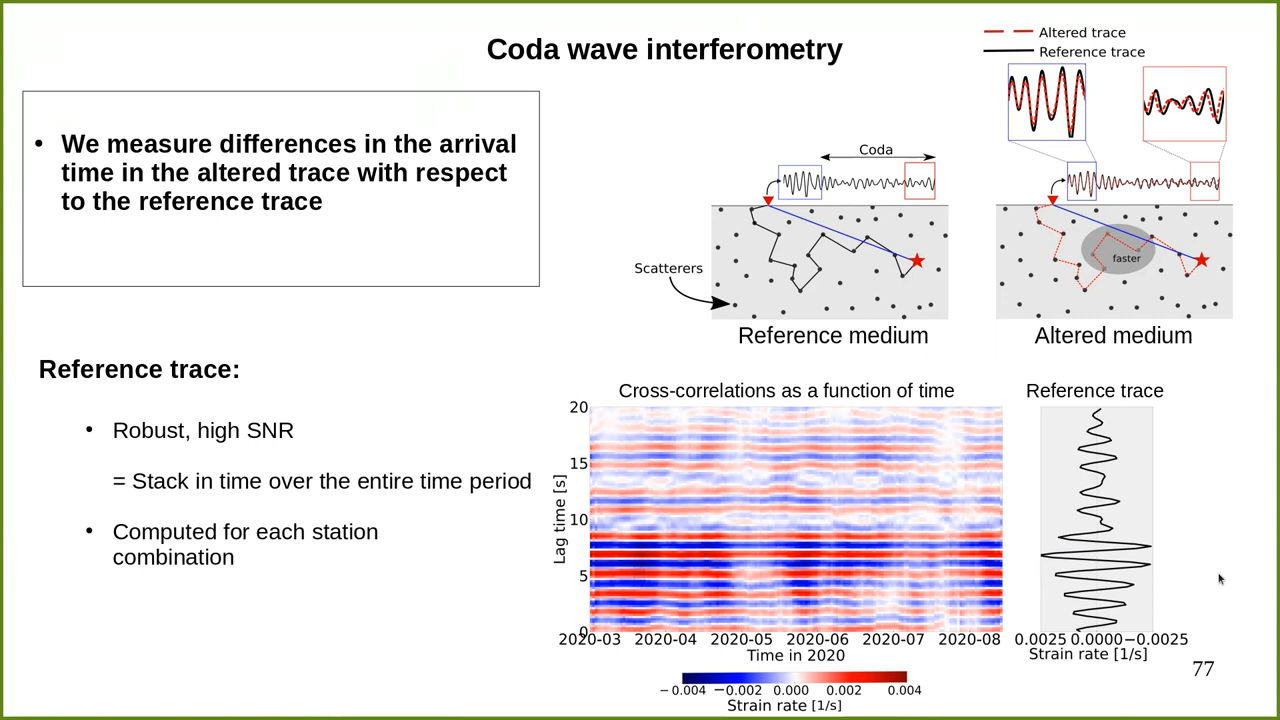 Coda wave interferometry
Altered trace
Reference trace
• We measure differences in the arrival
time in the altered trace with respect
to the reference trace
Coda
Scatterers
faster
Reference medium
Altered medium
Reference trace:
• Robust, high SNR
= Stack in time over the entire time period
• Computed for each station
combination
Cross-correlations as a function of time
Lag time [s]
20
15
10
5
0
2020-03 2020-04 2020-05 2020-06 2020-07 2020-08
Time in 2020
−0.004 −0.002 0.000 0.002 0.004
Strain rate [1/s]
Reference trace
0.0025 0.0000−0.0025
Strain rate [1/s]
77